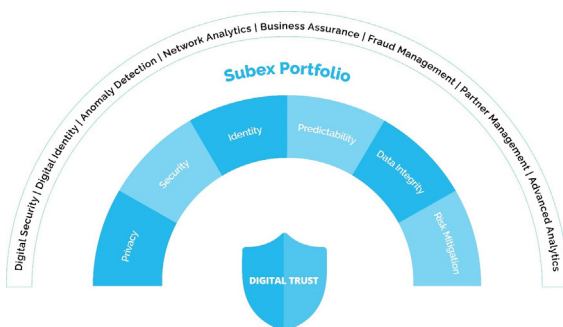 Digital Security | Digital Identity | Anomaly Detection | Network Analytics | Business Assurance | Fraud Management | Partner Management | Advanced Analytics
Subex Portfolio
Privacy
Security
Identity
Predictability
Data Integrity
Risk Mitigation
DIGITAL TRUST